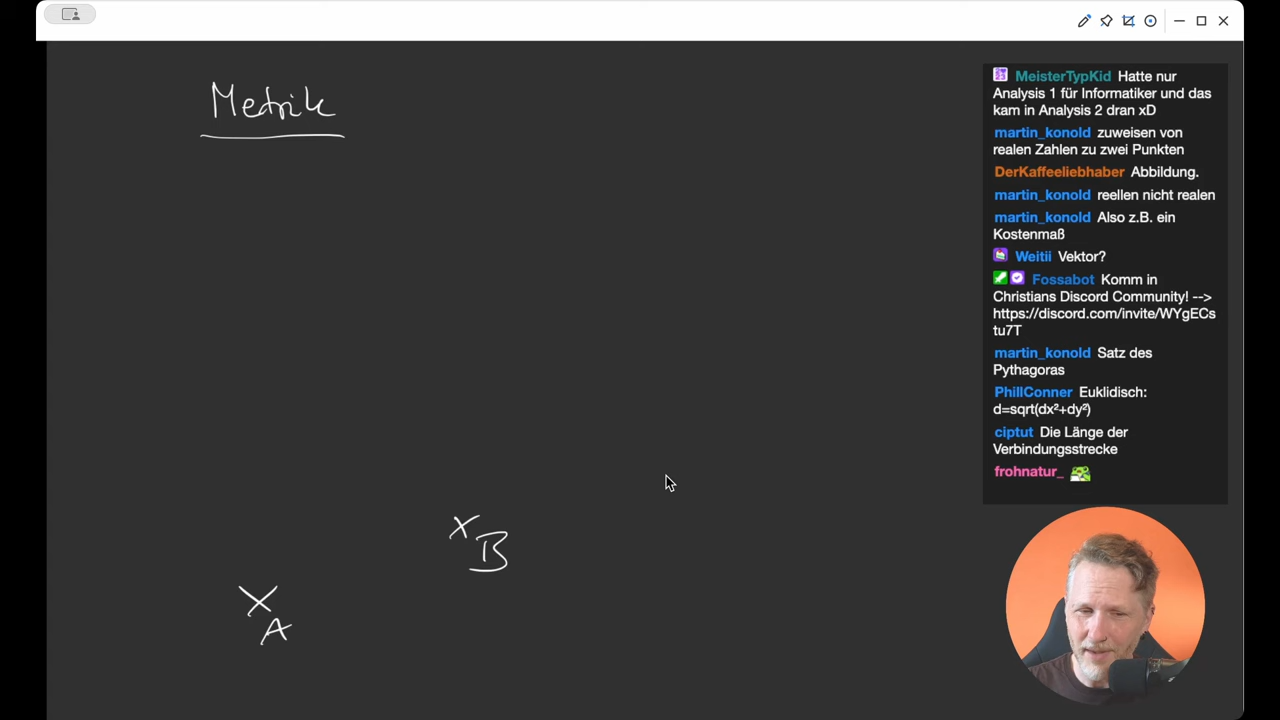 Metrik
x
B
X
A
MeisterTypKid Hatte nur
Analysis 1 für Informatiker und das
kam in Analysis 2 dran xD
martin_konold zuweisen von
realen Zahlen zu zwei Punkten
DerKaffeeliebhaber Abbildung.
martin_konold reellen nicht realen
martin_konold Also z.B. ein
Kostenmaß
Weitii Vektor?
Fossabot Komm in
Christians Discord Community! -->
https://discord.com/invite/WYgECs
tu7T
martin_konold Satz des
Pythagoras
PhillConner Euklidisch:
d=sqrt(dx²+dy²)
ciptut Die Länge der
Verbindungsstrecke
frohnatur_